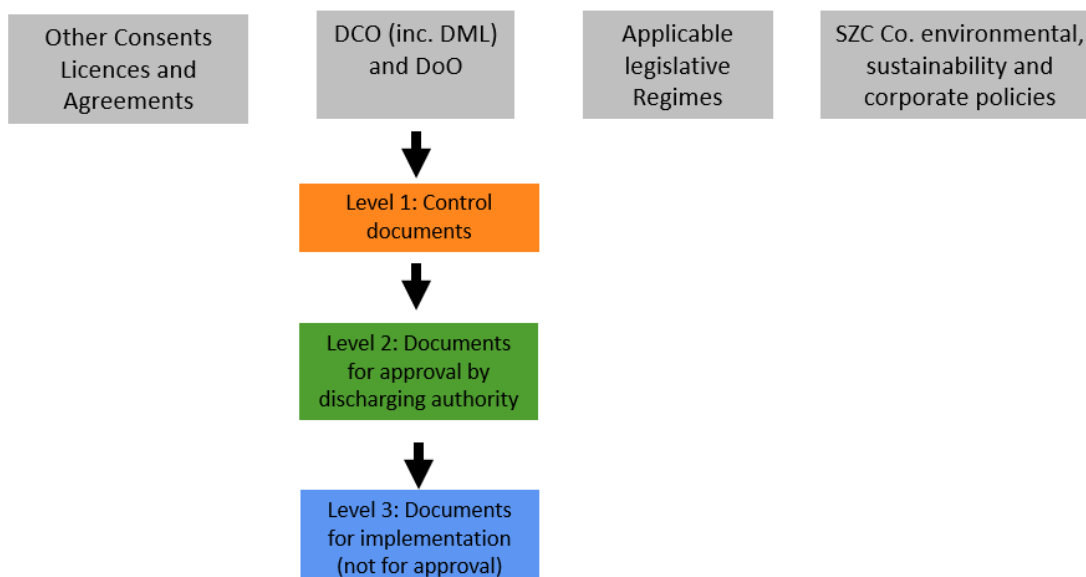 Other Consents
Licences and
Agreements
DCO (inc. DML)
and DoO
Applicable
legislative
Regimes
SZC Co. environmental,
sustainability and
corporate policies
Level 1: Control
documents
Level 2: Documents
for approval by
discharging authority
Level 3: Documents
for implementation
(not for approval)